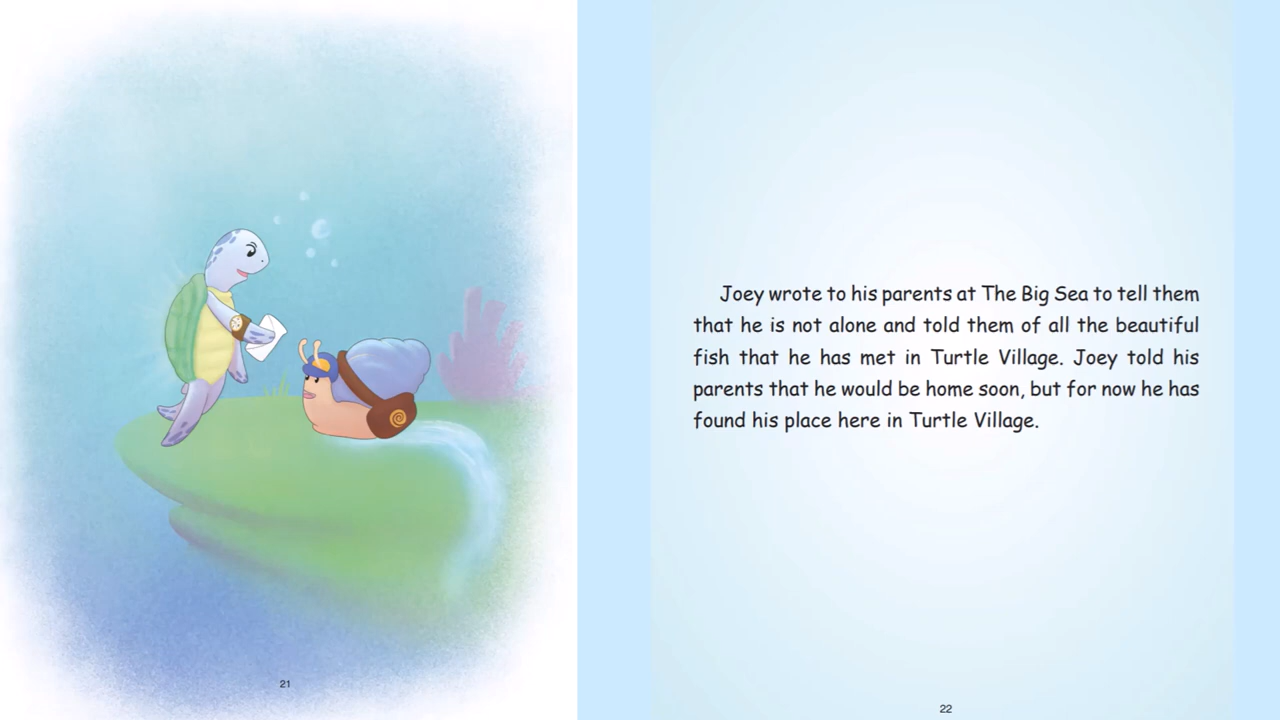 21
Joey wrote to his parents at The Big Sea to tell them
that he is not alone and told them of all the beautiful
fish that he has met in Turtle Village. Joey told his
parents that he would be home soon, but for now he has
found his place here in Turtle Village.
22